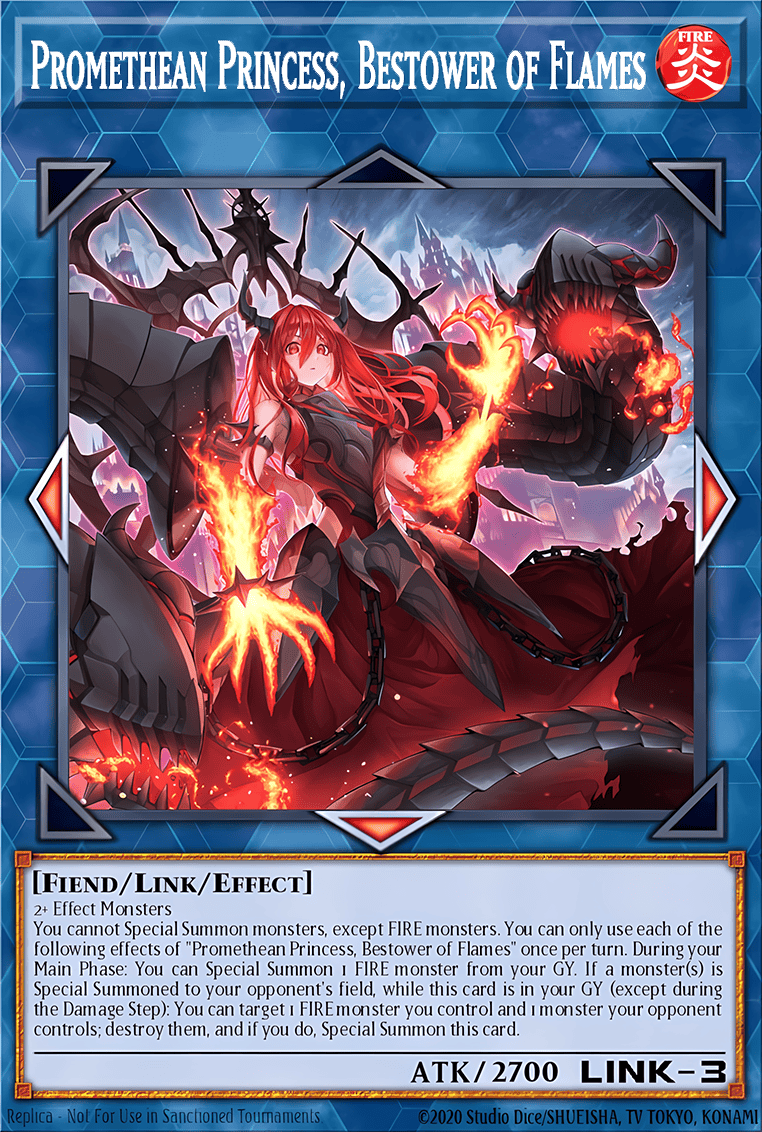 Promethean Princess, Bestower of Flames
FIRE
炎
[Fiend/Link/Effect]
2+ Effect Monsters
You cannot Special Summon monsters, except FIRE monsters. You can only use each of the
following effects of "Promethean Princess, Bestower of Flames" once per turn. During your
Main Phase: You can Special Summon 1 FIRE monster from your GY. If a monster(s) is
Special Summoned to your opponent's field, while this card is in your GY (except during
the Damage Step): You can target 1 FIRE monster you control and 1 monster your opponent
controls; destroy them, and if you do, Special Summon this card.
ATK/2700 LINK-3
Replica - Not For Use in Sanctioned Tournaments ©2020 Studio Dice/SHUEISHA, TV TOKYO, KONAMI